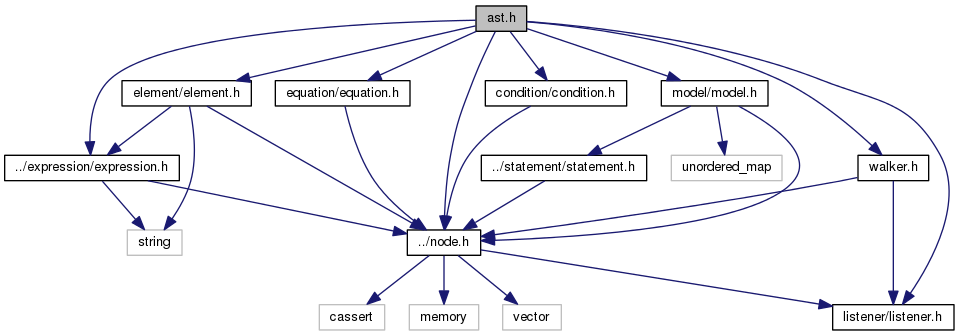 ast.h
element/element.h
equation/equation.h
condition/condition.h
model/model.h
../expression/expression.h
../statement/statement.h
unordered_map
walker.h
string
../node.h
cassert
memory
vector
listener/listener.h